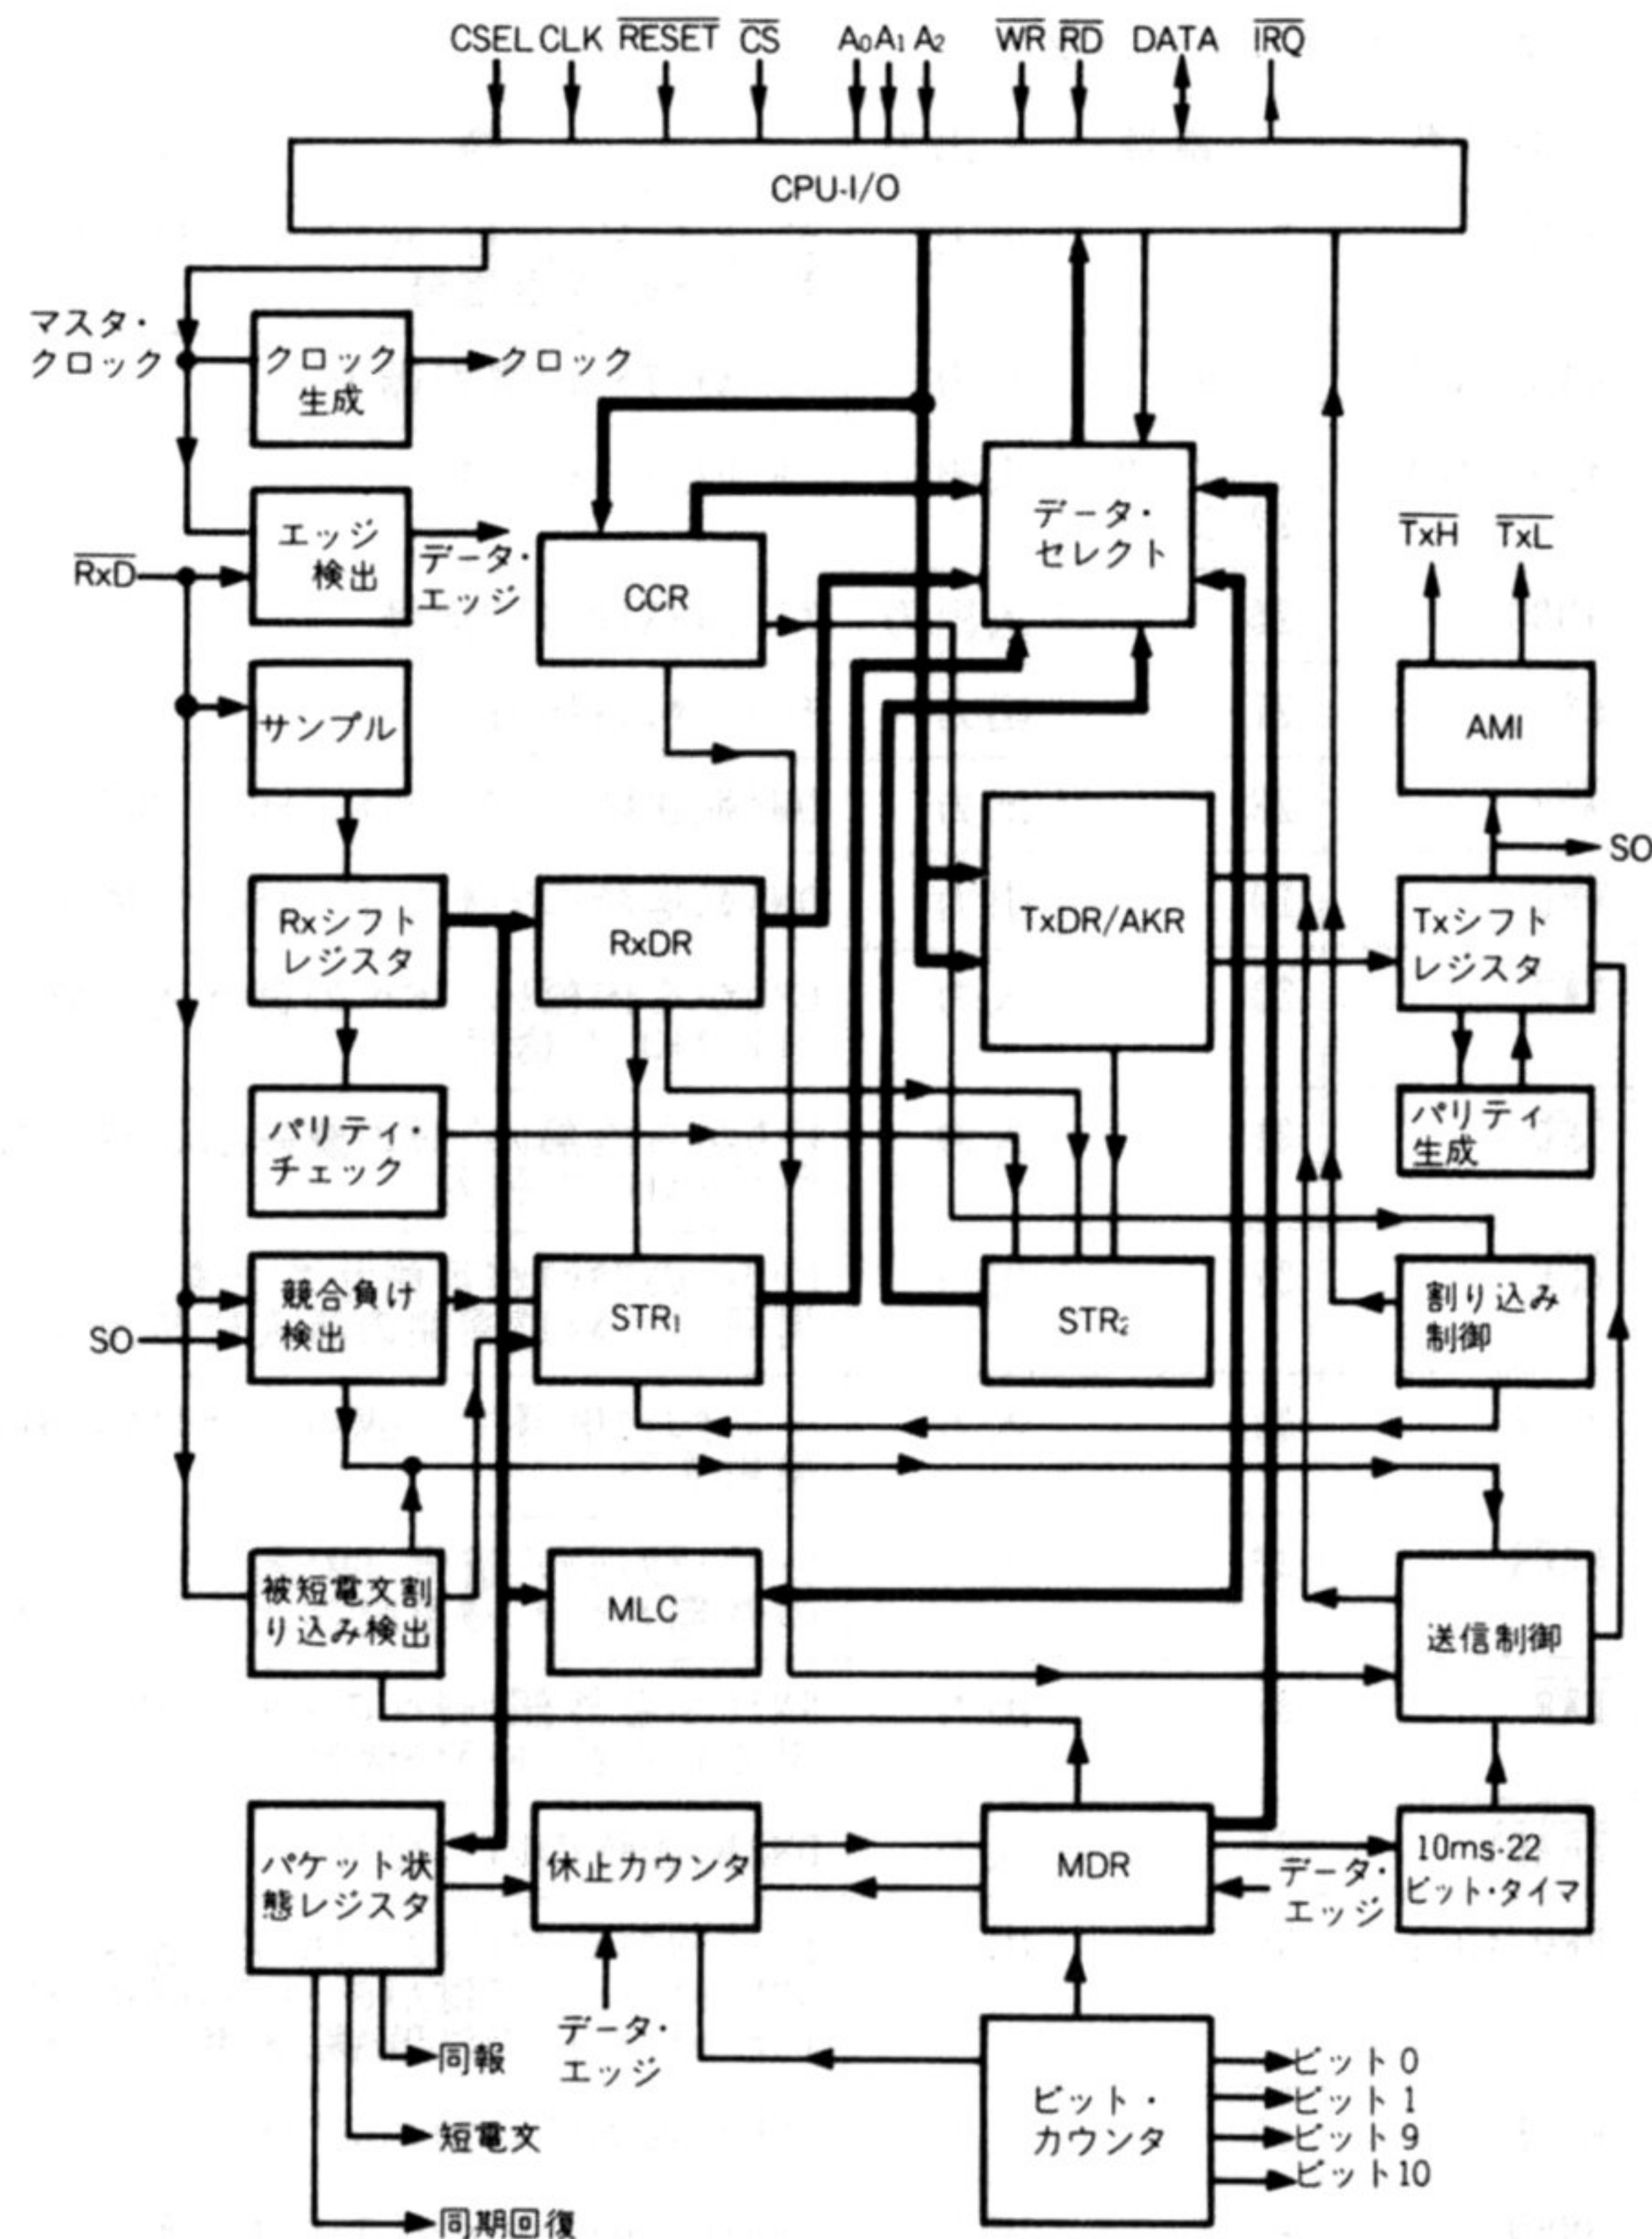 CSEL CLK RESET CS A0 A1 A2 WR RD DATA IRQ
CPU-I/O
マスタ・
クロック
クロック
生成
クロック
エッジ
検出
データ・
エッジ
RxD
CCR
データ・
セレクト
TxH TxL
サンプル
AMI
SO
Rxシフト
レジスタ
RxDR
TxDR/AKR
Txシフト
レジスタ
パリティ・
チェック
パリティ
生成
競合負け
検出
SO
STR1
STR2
割り込み
制御
被短電文割
り込み検出
MLC
送信制御
パケット状
態レジスタ
休止カウンタ
MDR
データ・
エッジ
10ms-22
ビット・タイマ
データ・
エッジ
ビット・
カウンタ
ビット0
ビット1
ビット9
ビット10
同報
短電文
同期回復